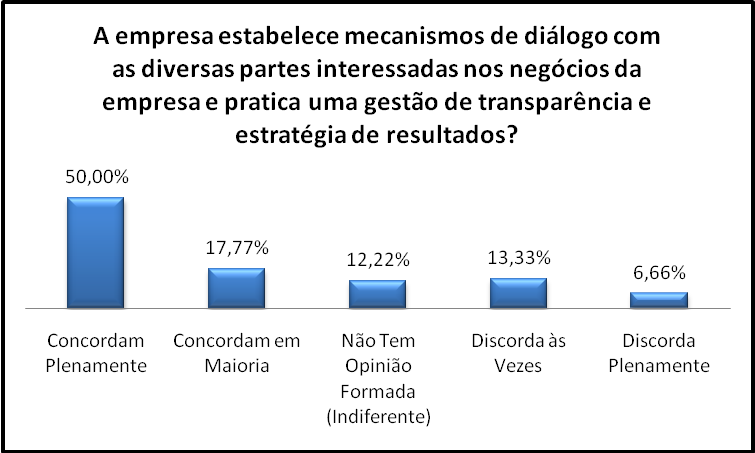 A empresa estabelece mecanismos de diálogo com
as diversas partes interessadas nos negócios da
empresa e pratica uma gestão de transparência e
estratégia de resultados?
50,00%
17,77%
12,22%
13,33%
6,66%
Concordam
Plenamente
Concordam em
Maioria
Não Tem
Opinião
Formada
(Indiferente)
Discorda às
Vezes
Discorda
Plenamente